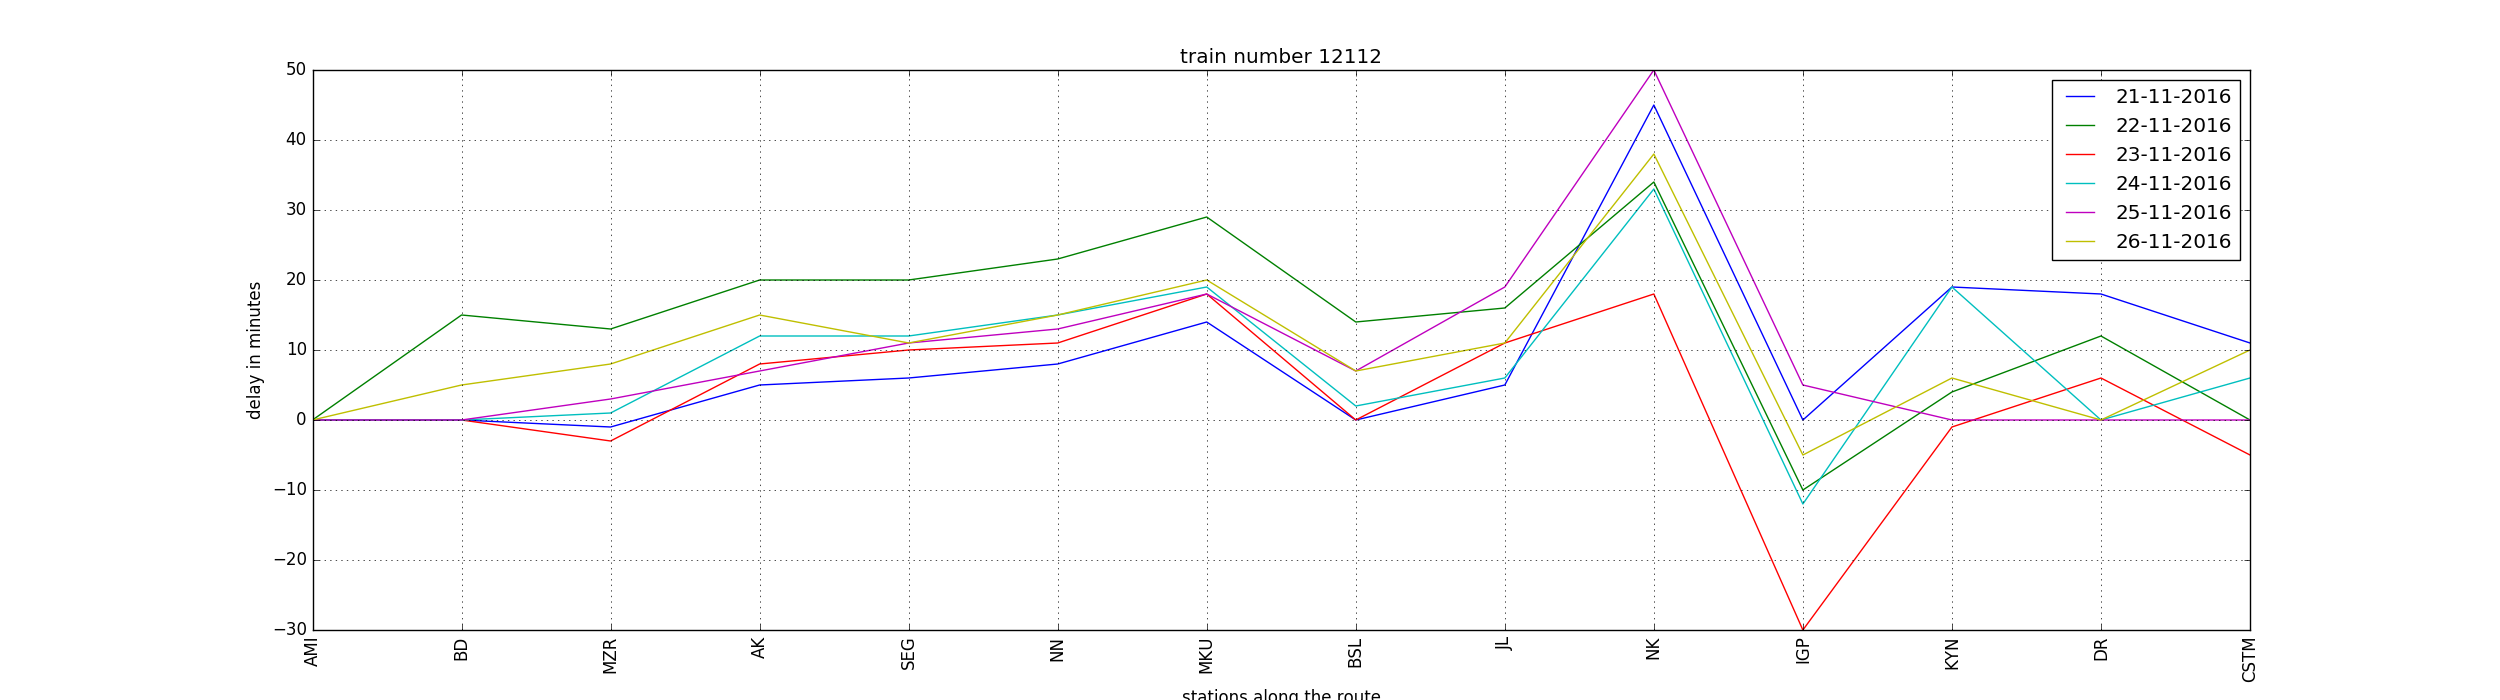 train number 12112
50
40
30
20
10
0
−10
−20
−30
delay in minutes
21-11-2016
22-11-2016
23-11-2016
24-11-2016
25-11-2016
26-11-2016
AMI
BD
MZR
AK
SEG
NN
MKU
BSL
JL
NK
IGP
KYN
DR
CSTM
stations along the route